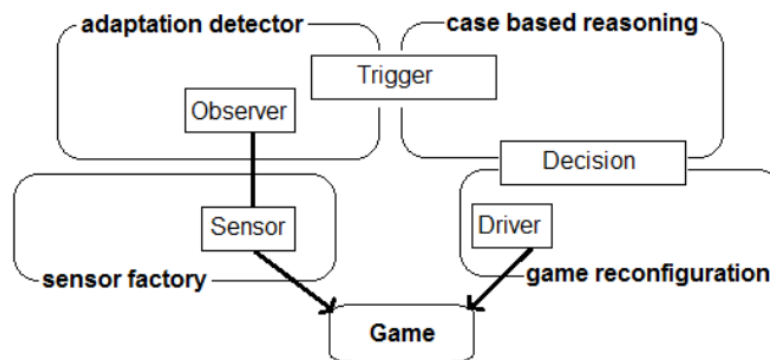 adaptation detector
case based reasoning
Trigger
Observer
Decision
Sensor
Driver
sensor factory
game reconfiguration
Game